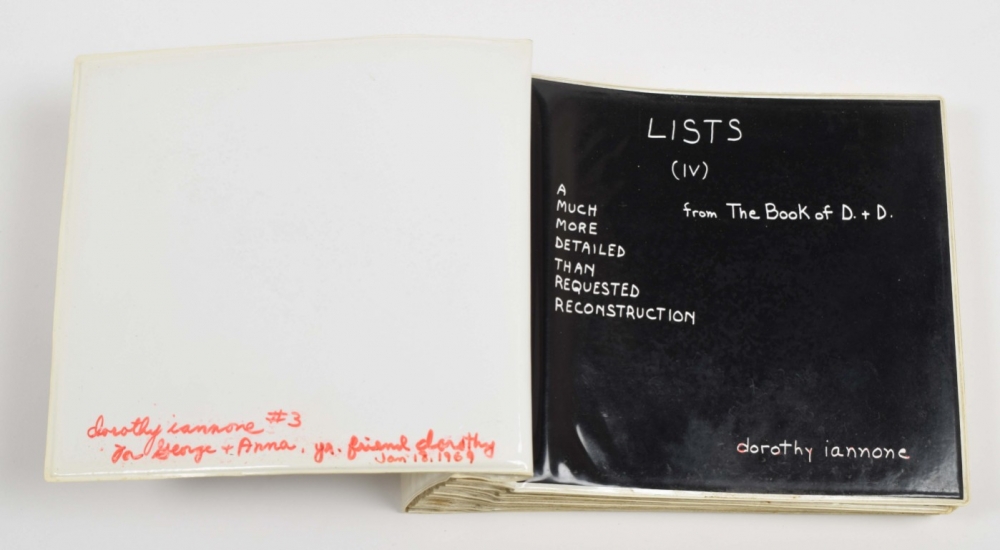 dorothy iannone #3
for George + Anna, yr. friend dorothy
Jan 18, 1969
LISTS
(IV)
from The Book of D. + D.
A
MUCH
MORE
DETAILED
THAN
REQUESTED
RECONSTRUCTION
dorothy iannone